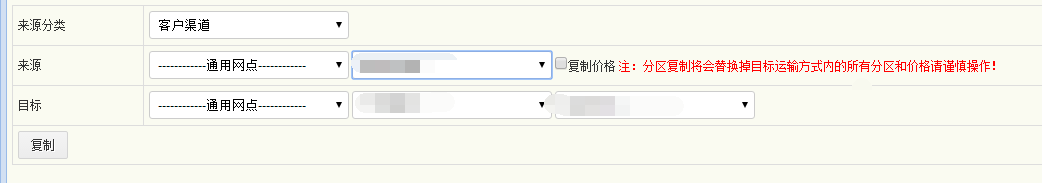 来源分类 客户渠道
来源 ------------通用网点------------ 复制价格 注：分区复制将会替换掉目标运输方式内的所有分区和价格请谨慎操作！
目标 ------------通用网点------------
复制